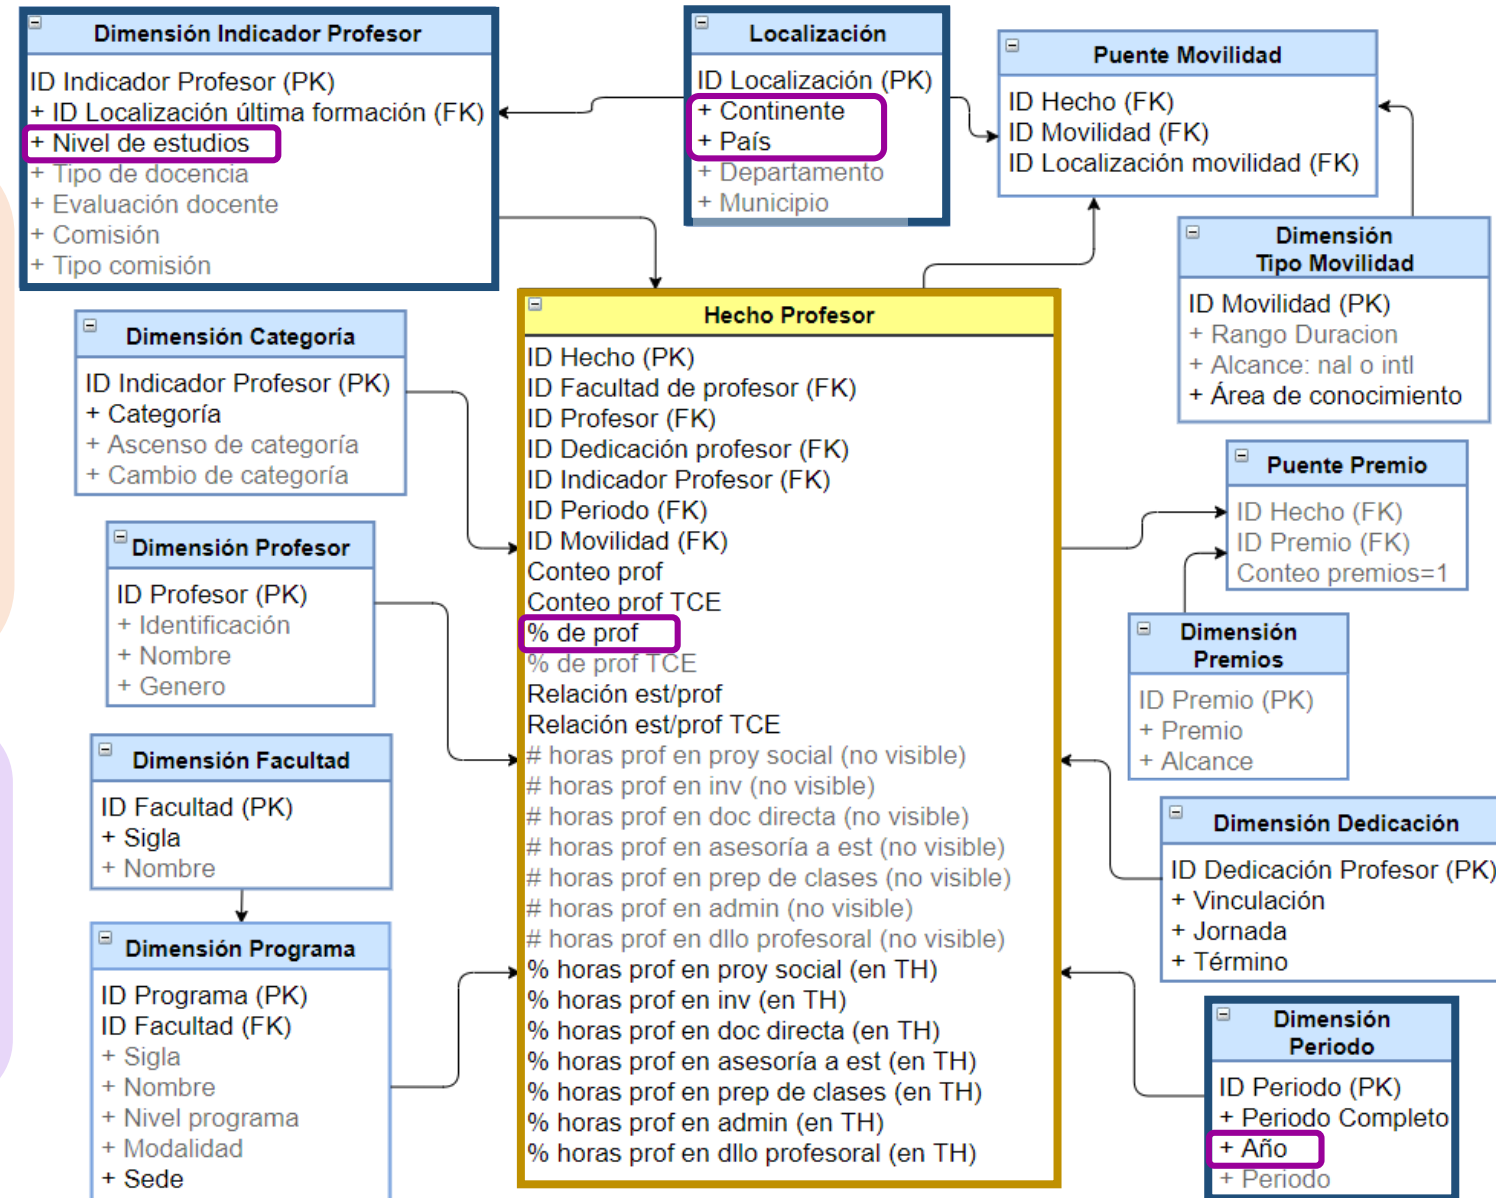 Dimensión Indicador Profesor
ID Indicador Profesor (PK)
+ ID Localización última formación (FK)
+ Nivel de estudios
+ Tipo de docencia
+ Evaluación docente
+ Comisión
+ Tipo comisión
Localización
ID Localización (PK)
+ Continente
+ País
+ Departamento
+ Municipio
Puente Movilidad
ID Hecho (FK)
ID Movilidad (FK)
ID Localización movilidad (FK)
Dimensión
Tipo Movilidad
ID Movilidad (PK)
+ Rango Duracion
+ Alcance: nal o intl
+ Área de conocimiento
Dimensión Categoría
ID Indicador Profesor (PK)
+ Categoría
+ Ascenso de categoría
+ Cambio de categoría
Dimensión Profesor
ID Profesor (PK)
+ Identificación
+ Nombre
+ Genero
Dimensión Facultad
ID Facultad (PK)
+ Sigla
+ Nombre
Dimensión Programa
ID Programa (PK)
ID Facultad (FK)
+ Sigla
+ Nombre
+ Nivel programa
+ Modalidad
+ Sede
Hecho Profesor
ID Hecho (PK)
ID Facultad de profesor (FK)
ID Profesor (FK)
ID Dedicación profesor (FK)
ID Indicador Profesor (FK)
ID Periodo (FK)
ID Movilidad (FK)
Conteo prof
Conteo prof TCE
% de prof
% de prof TCE
Relación est/prof
Relación est/prof TCE
# horas prof en proy social (no visible)
# horas prof en inv (no visible)
# horas prof en doc directa (no visible)
# horas prof en asesoría a est (no visible)
# horas prof en prep de clases (no visible)
# horas prof en admin (no visible)
# horas prof en dllo profesoral (no visible)
% horas prof en proy social (en TH)
% horas prof en inv (en TH)
% horas prof en doc directa (en TH)
% horas prof en asesoría a est (en TH)
% horas prof en prep de clases (en TH)
% horas prof en admin (en TH)
% horas prof en dllo profesoral (en TH)
Puente Premio
ID Hecho (FK)
ID Premio (FK)
Conteo premios=1
Dimensión
Premios
ID Premio (PK)
+ Premio
+ Alcance
Dimensión Dedicación
ID Dedicación Profesor (PK)
+ Vinculación
+ Jornada
+ Término
Dimensión
Periodo
ID Periodo (PK)
+ Periodo Completo
+ Año
+ Periodo